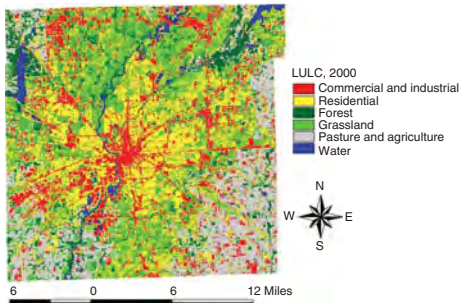 LULC, 2000
Commercial and industrial
Residential
Forest
Grassland
Pasture and agriculture
Water
N
W E
S
6 0 6 12 Miles